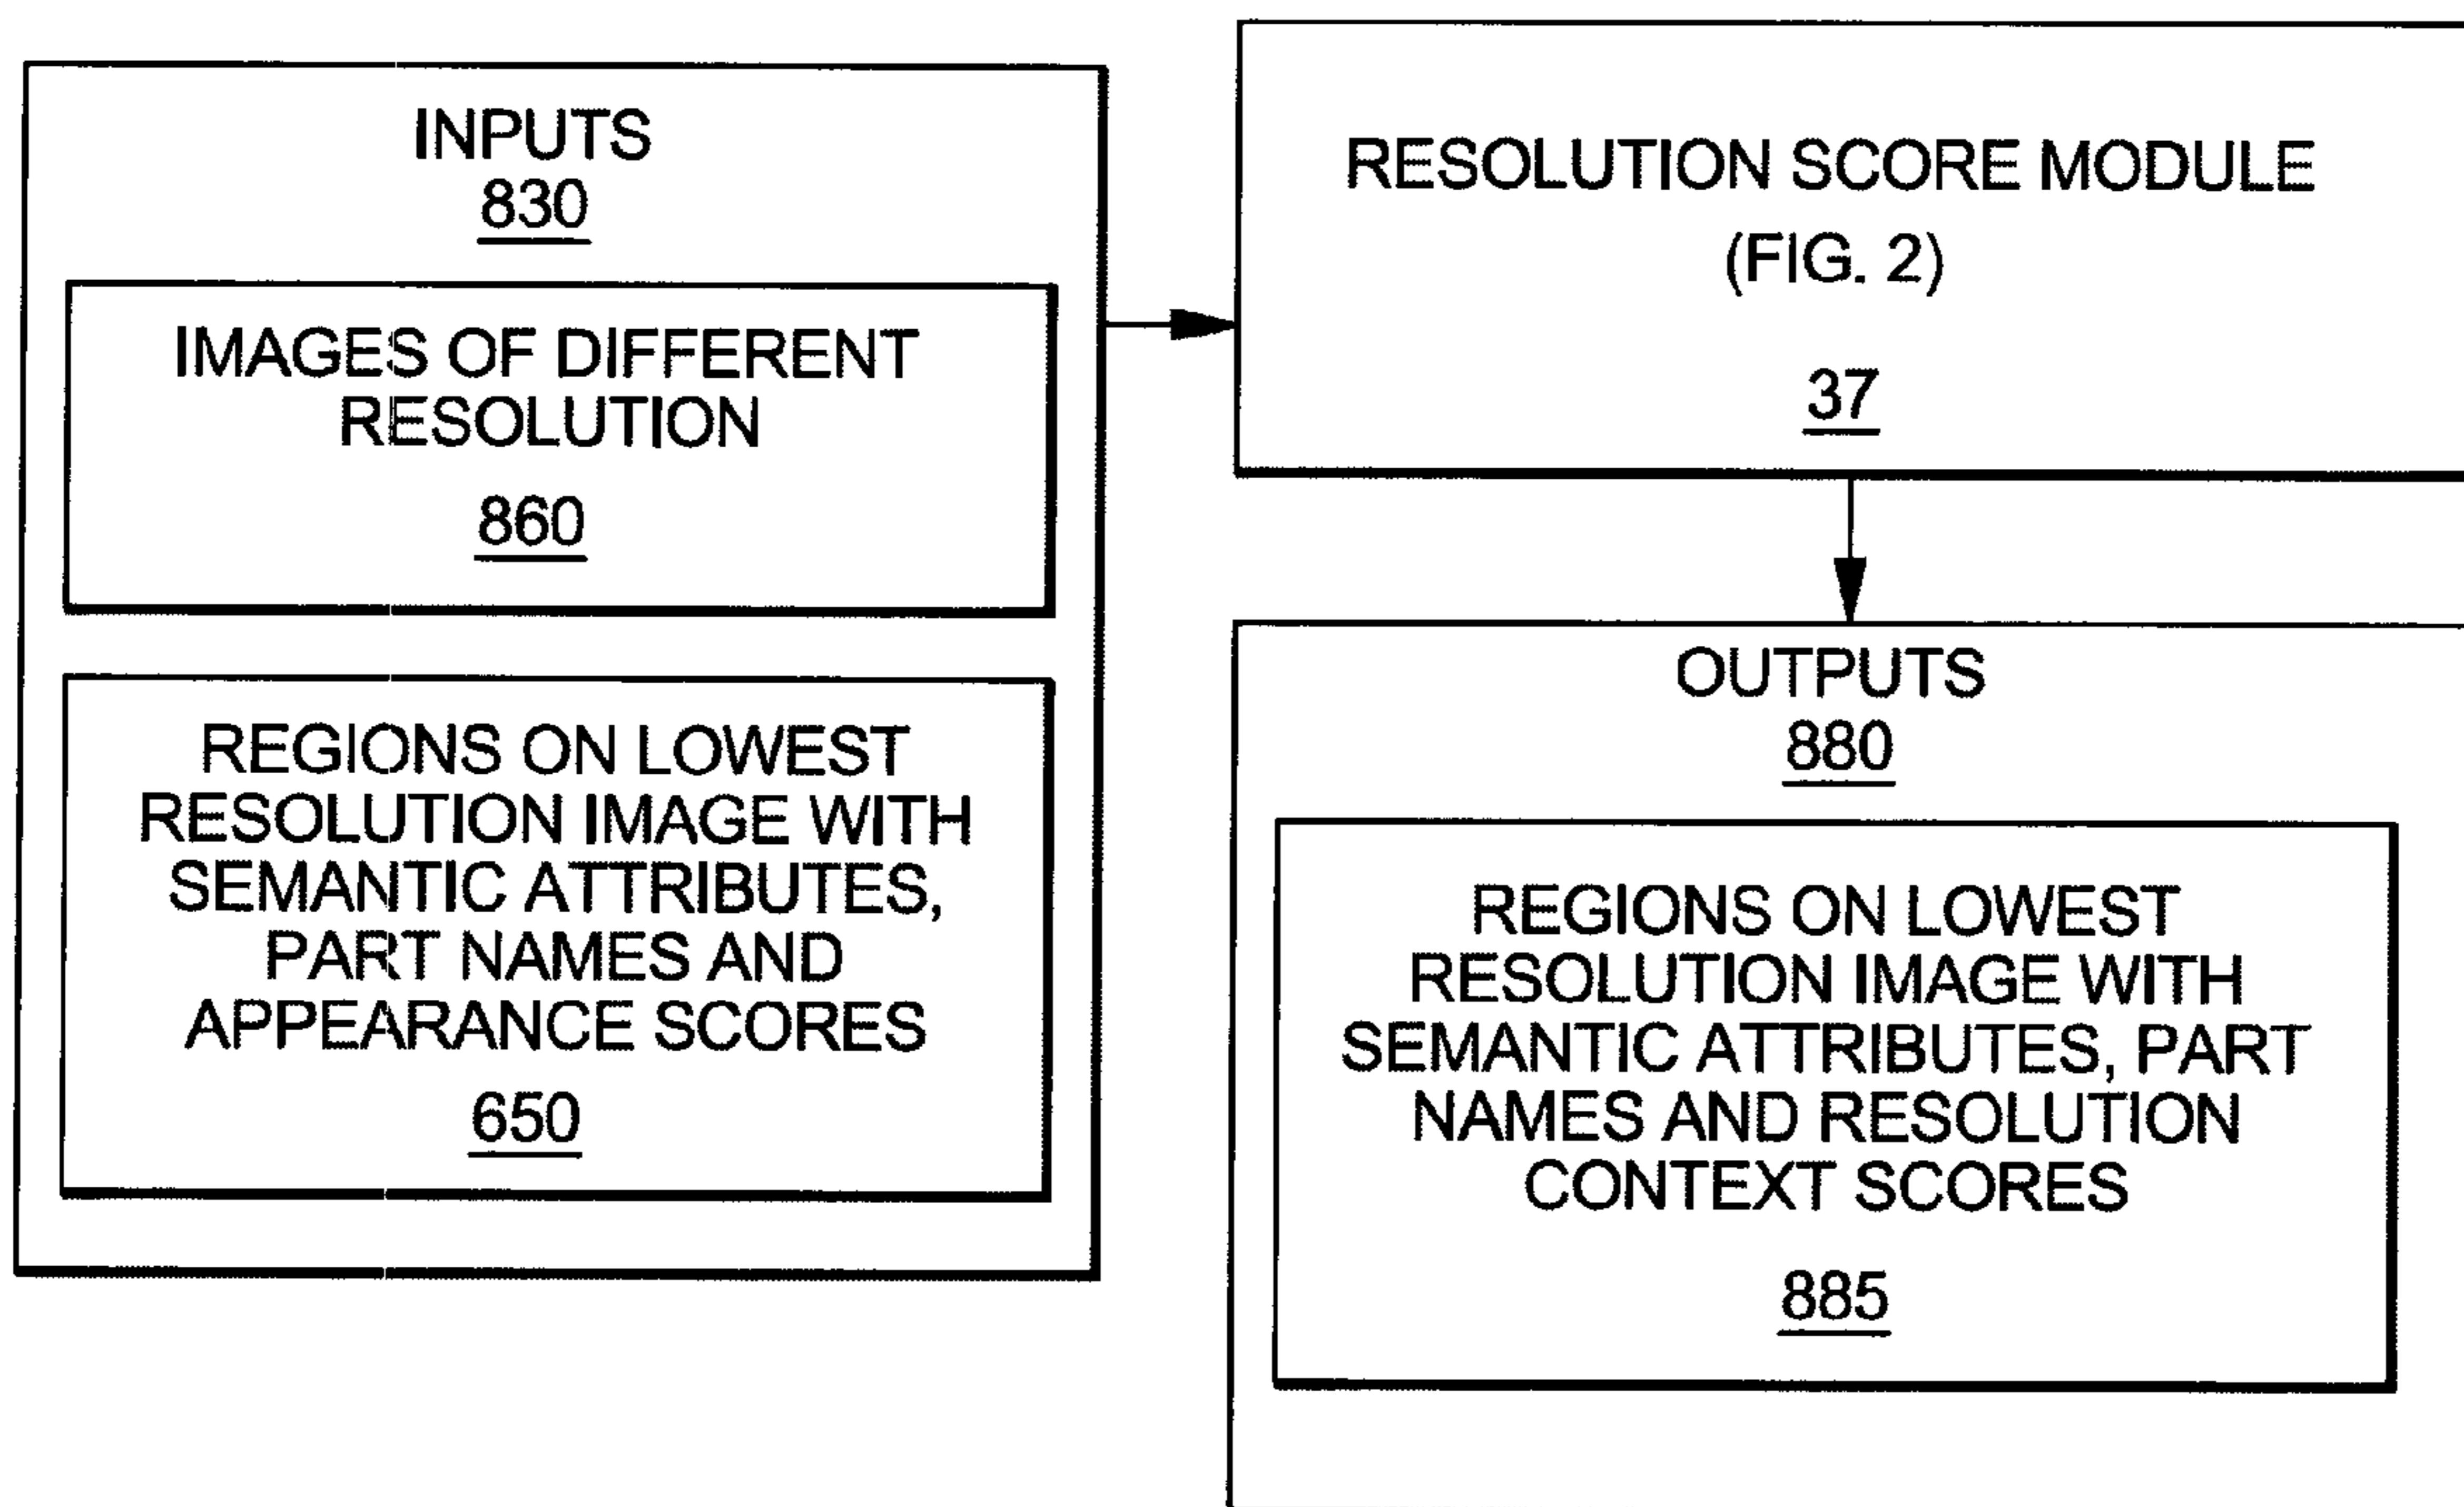 INPUTS
830
IMAGES OF DIFFERENT
RESOLUTION
860
REGIONS ON LOWEST
RESOLUTION IMAGE WITH
SEMANTIC ATTRIBUTES,
PART NAMES AND
APPEARANCE SCORES
650
RESOLUTION SCORE MODULE
(FIG. 2)
37
OUTPUTS
880
REGIONS ON LOWEST
RESOLUTION IMAGE WITH
SEMANTIC ATTRIBUTES, PART
NAMES AND RESOLUTION
CONTEXT SCORES
885